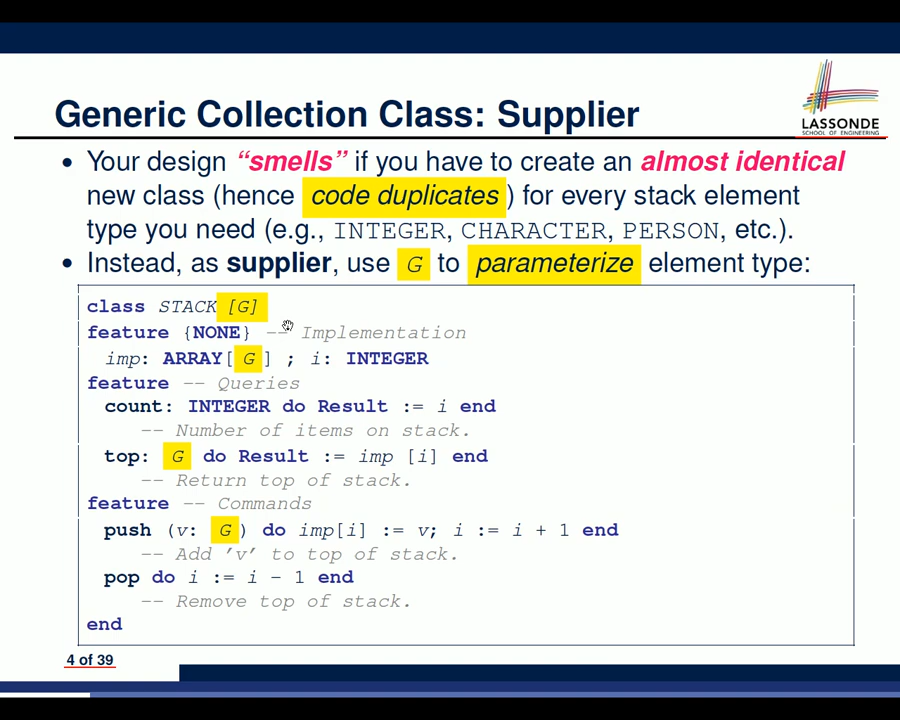 Generic Collection Class: Supplier
LASSONDE
SCHOOL OF ENGINEERING
• Your design “smells” if you have to create an almost identical
new class (hence code duplicates ) for every stack element
type you need (e.g., INTEGER, CHARACTER, PERSON, etc.).
• Instead, as supplier, use G to parameterize element type:
class STACK [G]
feature {NONE} -- Implementation
imp: ARRAY[ G ] ; i: INTEGER
feature -- Queries
count: INTEGER do Result := i end
-- Number of items on stack.
top: G do Result := imp [i] end
-- Return top of stack.
feature -- Commands
push (v: G ) do imp[i] := v; i := i + 1 end
-- Add ’v’ to top of stack.
pop do i := i - 1 end
-- Remove top of stack.
end
4 of 39